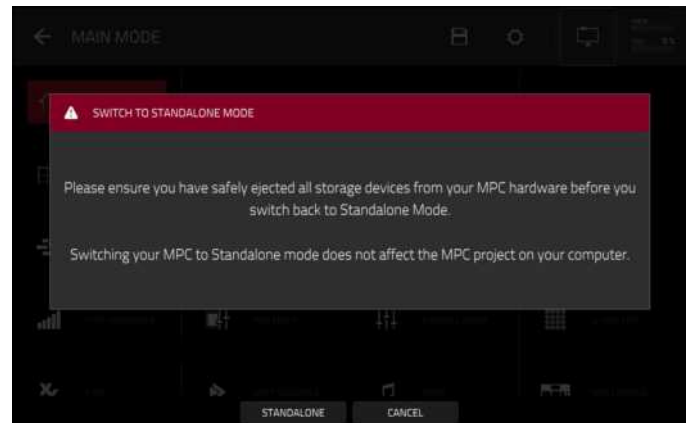 MAIN MODE
SWITCH TO STANDALONE MODE
Please ensure you have safely ejected all storage devices from your MPC hardware before you
switch back to Standalone Mode.
Switching your MPC to Standalone mode does not affect the MPC project on your computer.
STANDALONE
CANCEL